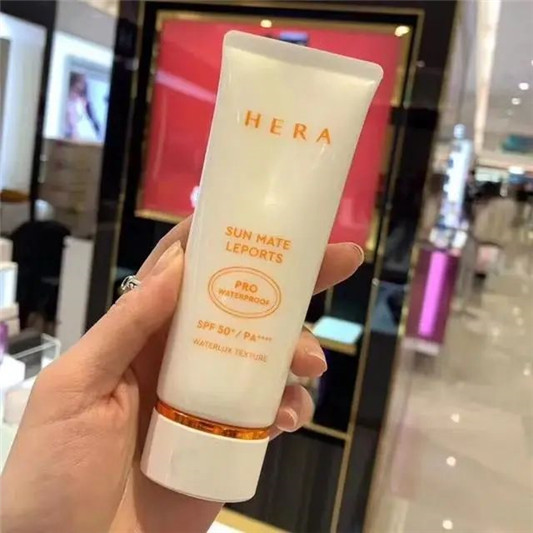 HERA
SUN MATE
LEPORTS
PRO
WATERPROOF
SPF 50+/PA++++
WATERLUX TEXTURE